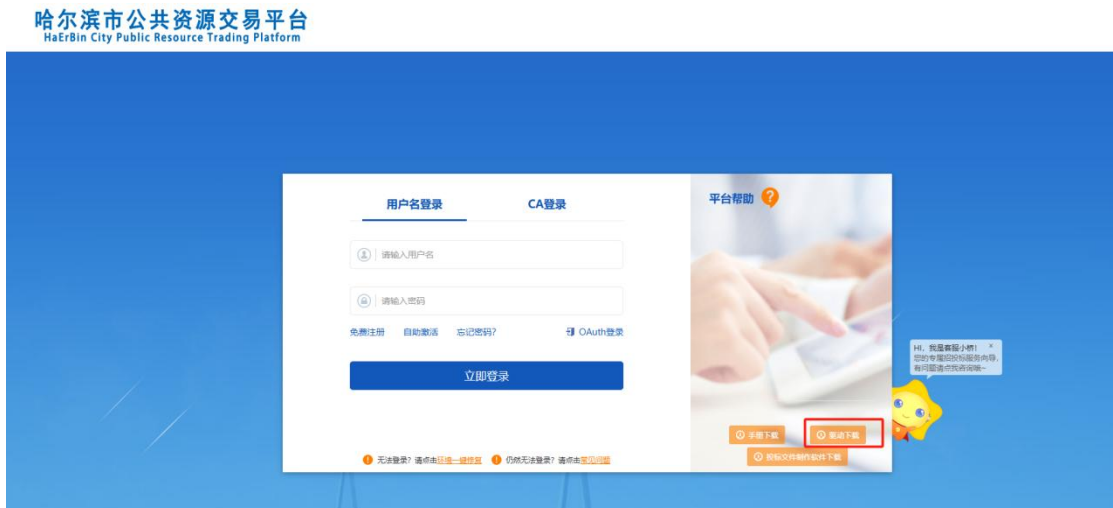 哈尔滨市公共资源交易平台
HaErBin City Public Resource Trading Platform
用户名登录
CA登录
平台帮助 ?
请输入用户名
请输入密码
免费注册 自助激活 忘记密码? OAuth登录
立即登录
HI，我是客服小桥！ ×
您的专属招投标服务向导，
有问题请点我咨询哦~
手册下载 驱动下载
投标文件制作软件下载
! 无法登录？请点击环境一键修复 ! 仍然无法登录？请点击常见问题